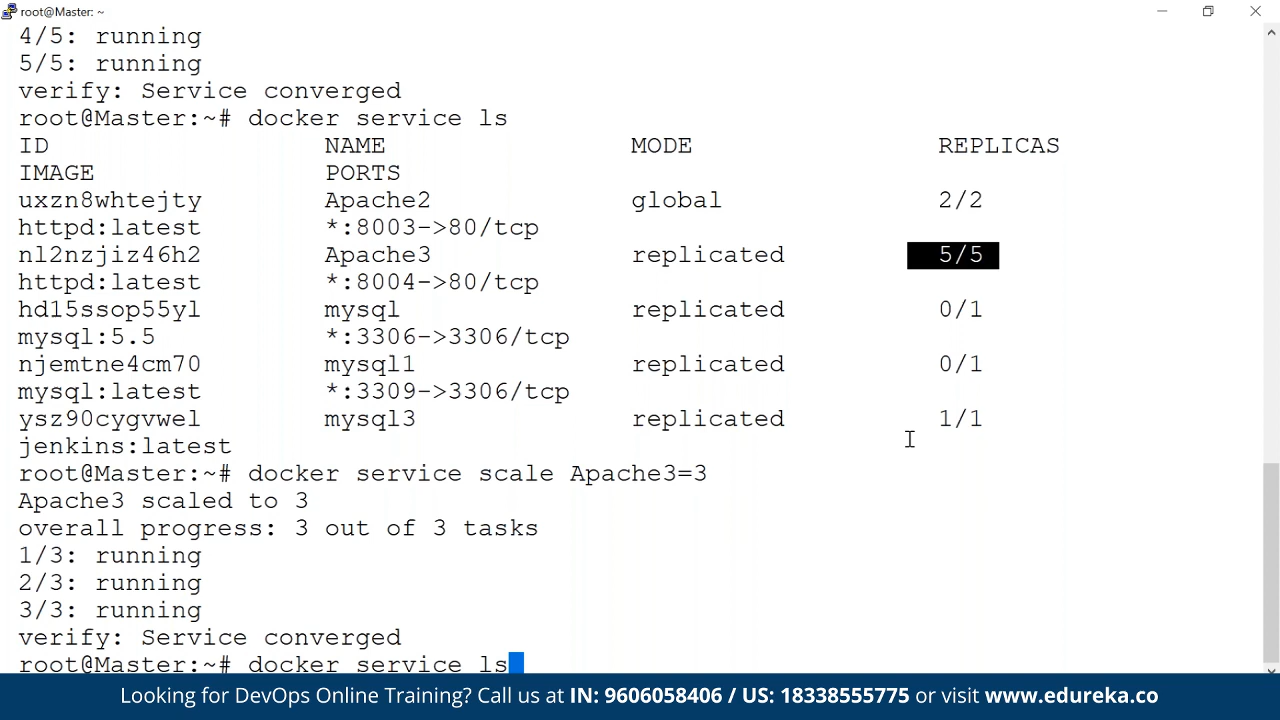 root@Master: ~
4/5: running
5/5: running
verify: Service converged
root@Master:~# docker service ls
ID NAME MODE REPLICAS
IMAGE PORTS
uxzn8whtejty Apache2 global 2/2
httpd:latest *:8003->80/tcp
nl2nzjiz46h2 Apache3 replicated 5/5
httpd:latest *:8004->80/tcp
hd15ssop55yl mysql replicated 0/1
mysql:5.5 *:3306->3306/tcp
njemtne4cm70 mysql1 replicated 0/1
mysql:latest *:3309->3306/tcp
ysz90cygvwel mysql3 replicated 1/1
jenkins:latest
root@Master:~# docker service scale Apache3=3
Apache3 scaled to 3
overall progress: 3 out of 3 tasks
1/3: running
2/3: running
3/3: running
verify: Service converged
root@Master:~# docker service ls
Looking for DevOps Online Training? Call us at IN: 9606058406 / US: 18338555775 or visit www.edureka.co